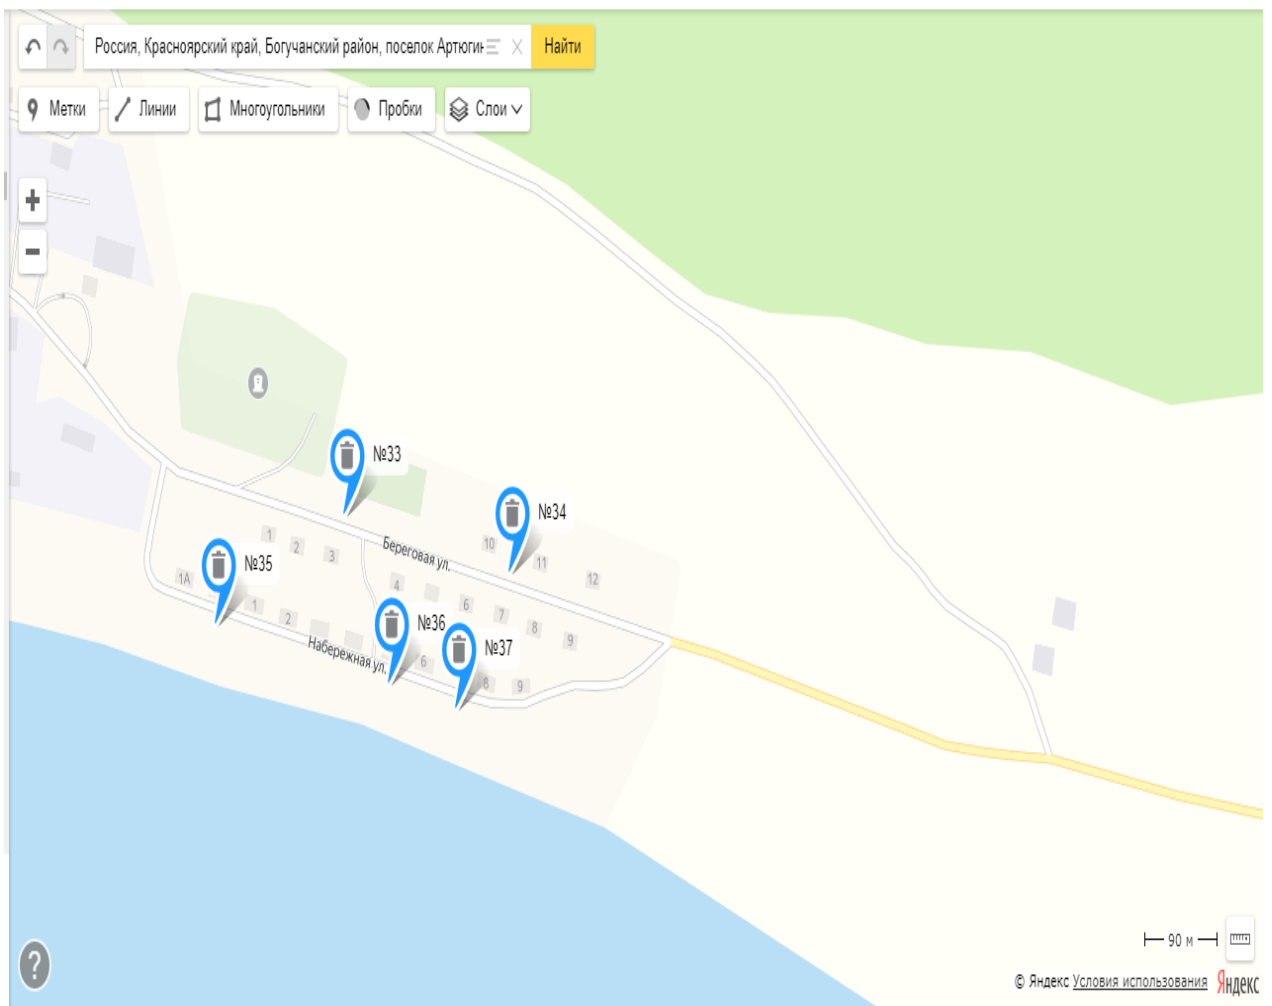 Россия, Красноярский край, Богучанский район, поселок Артюгин
Найти
Метки
Линии
Многоугольники
Пробки
Слои
№33
№34
10
11
12
Береговая ул.
1
2
3
№35
1А
1
2
4
6
7
8
9
№36
№37
Набережная ул.
6
8
9
90 м
© Яндекс Условия использования Яндекс
?